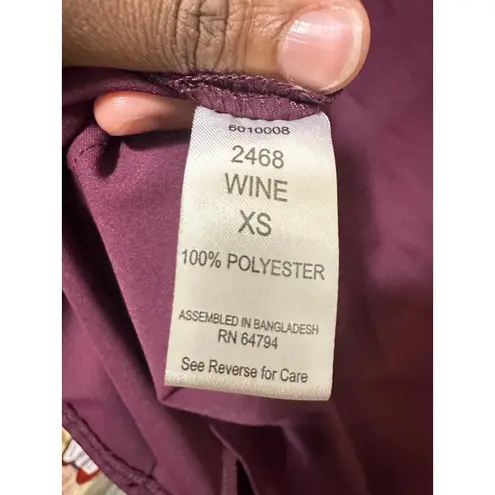 6010008
2468
WINE
XS
100% POLYESTER
ASSEMBLED IN BANGLADESH
RN 64794
See Reverse for Care